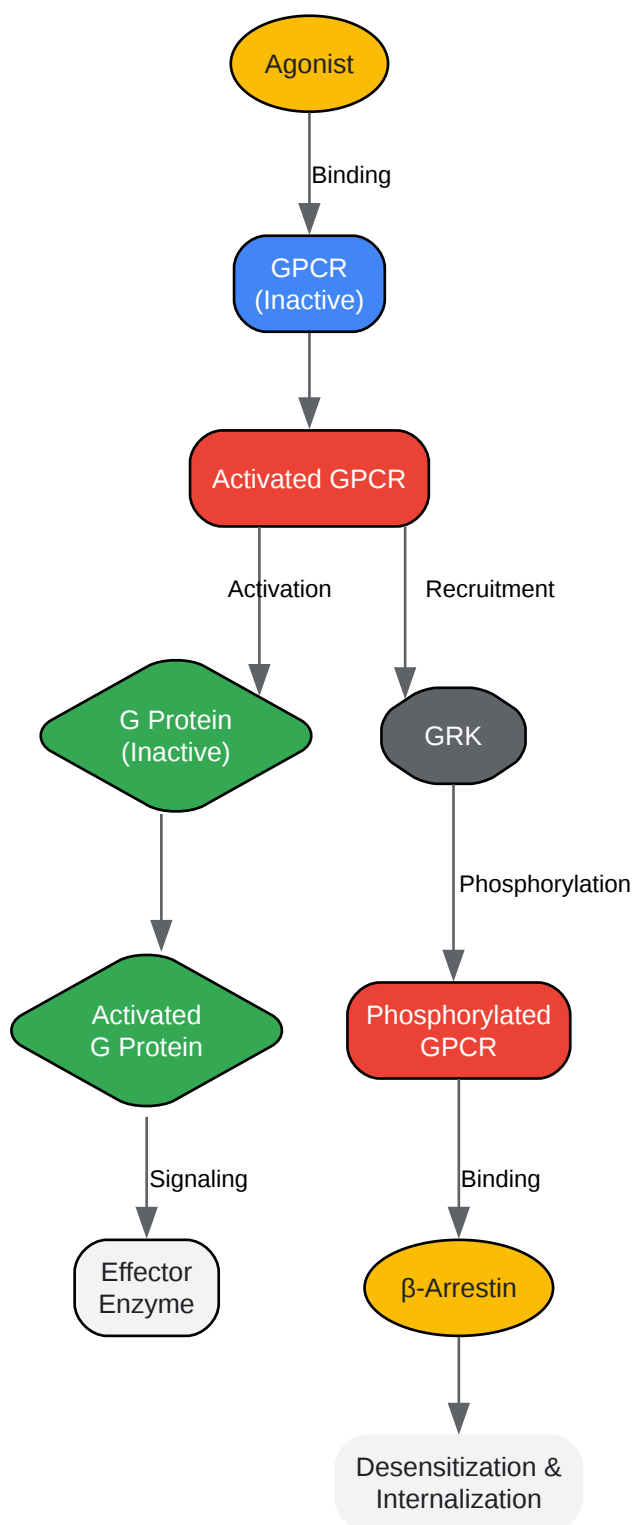 Agonist
Binding
GPCR
(Inactive)
Activated GPCR
Activation
Recruitment
G Protein
(Inactive)
GRK
Phosphorylation
Activated
G Protein
Phosphorylated
GPCR
Signaling
Binding
Effector
Enzyme
β-Arrestin
Desensitization &
Internalization